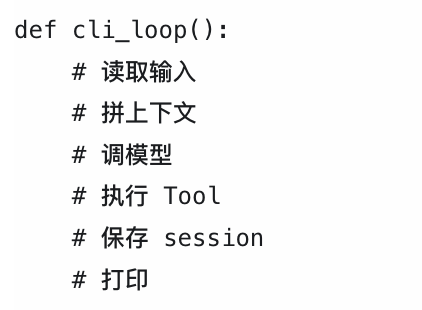 def cli_loop():
    # 读取输入
    # 拼上下文
    # 调模型
    # 执行 Tool
    # 保存 session
    # 打印